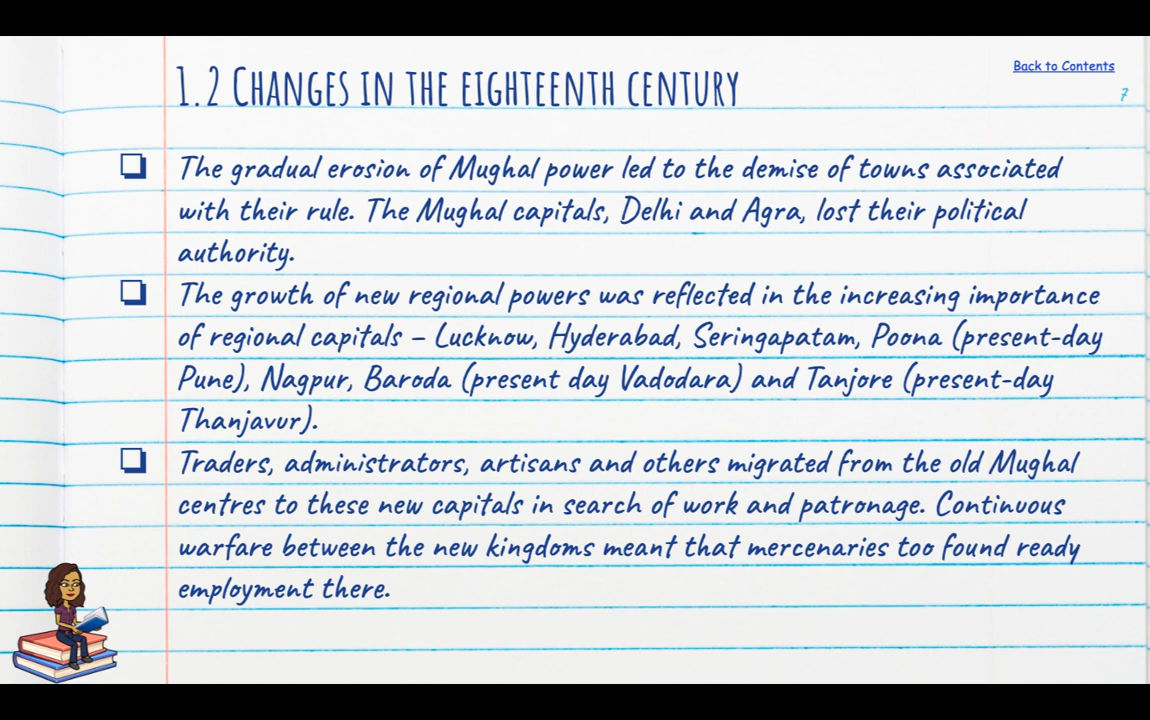 1.2 Changes in the eighteenth century
Back to Contents
7
The gradual erosion of Mughal power led to the demise of towns associated
with their rule. The Mughal capitals, Delhi and Agra, lost their political
authority.
The growth of new regional powers was reflected in the increasing importance
of regional capitals – Lucknow, Hyderabad, Seringapatam, Poona (present-day
Pune), Nagpur, Baroda (present day Vadodara) and Tanjore (present-day
Thanjavur).
Traders, administrators, artisans and others migrated from the old Mughal
centres to these new capitals in search of work and patronage. Continuous
warfare between the new kingdoms meant that mercenaries too found ready
employment there.